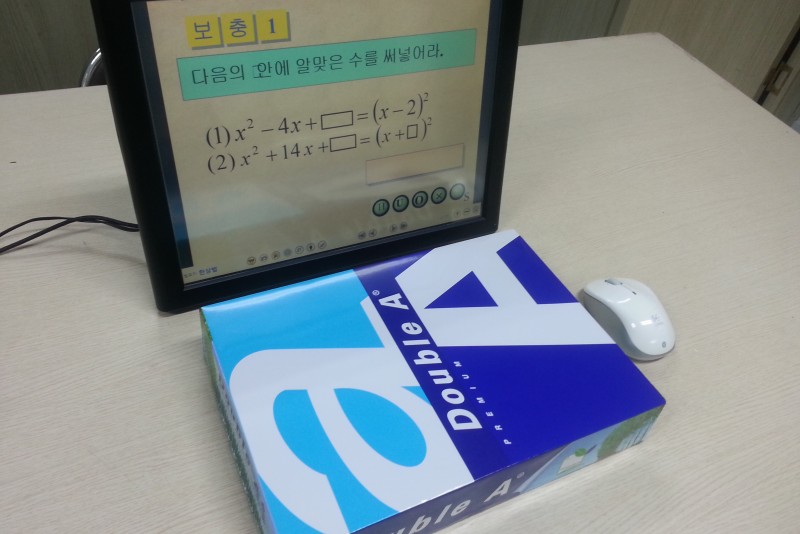 보충 1
다음의 □안에 알맞은 수를 써넣어라.
(1) x² − 4x + □ = (x − 2)²
(2) x² + 14x + □ = (x + □)²
a A
Double A®
PREMIUM
Double A